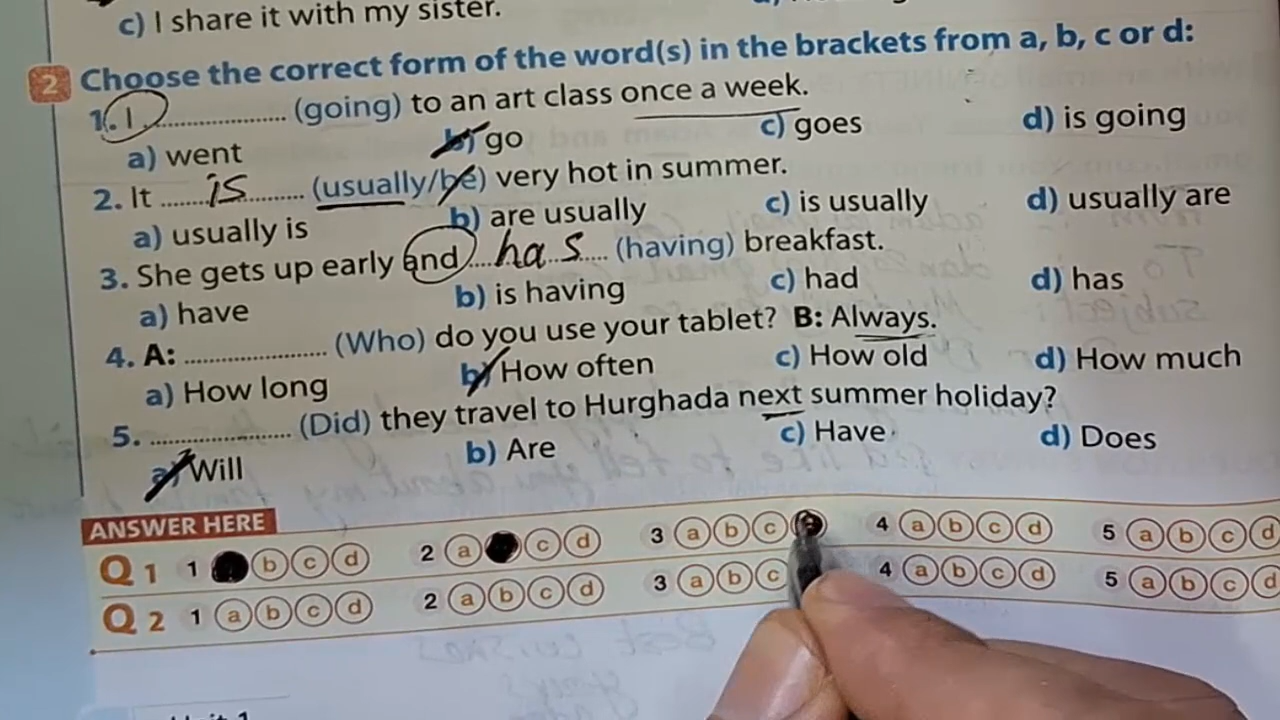 c) I share it with my sister.
2 Choose the correct form of the word(s) in the brackets from a, b, c or d:
1. I .................... (going) to an art class once a week.
a) went b) go c) goes d) is going
2. It ........is........ (usually/be) very hot in summer.
a) usually is b) are usually c) is usually d) usually are
3. She gets up early and ....has.... (having) breakfast.
a) have b) is having c) had d) has
4. A: .................... (Who) do you use your tablet? B: Always.
a) How long b) How often c) How old d) How much
5. .................... (Did) they travel to Hurghada next summer holiday?
a) Will b) Are c) Have d) Does
ANSWER HERE
Q 1 1 b c d 2 a c d 3 a b c 4 a b c d 5 a b c d
Q 2 1 a b c d 2 a b c d 3 a b c 4 a b c d 5 a b c d